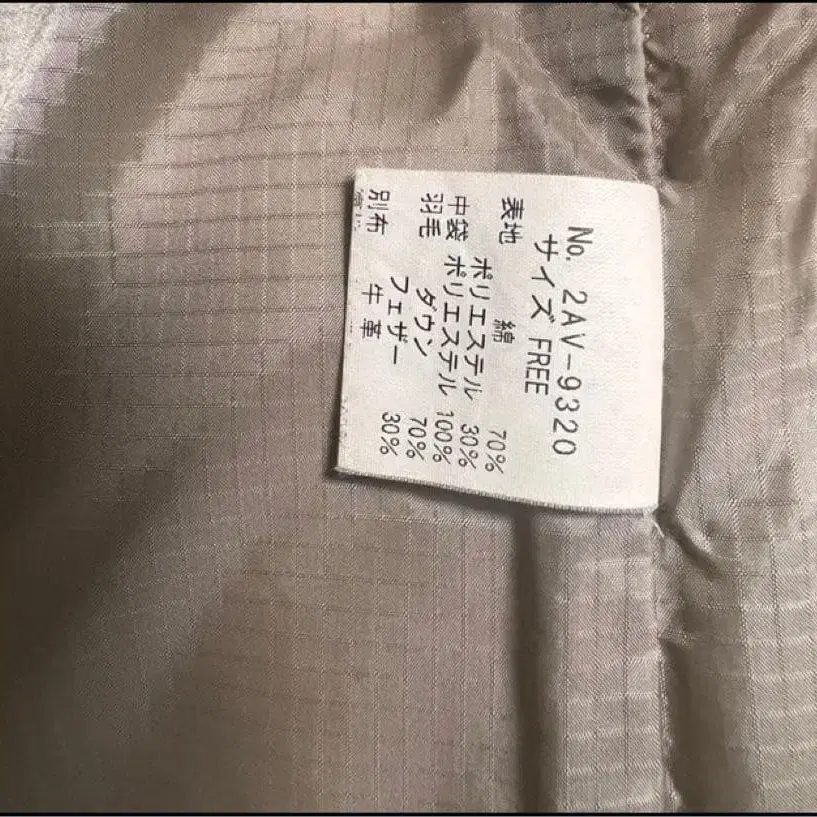 No. 2AV-9320
サイズ FREE
表地 綿 70%
ポリエステル 30%
中袋 ポリエステル 100%
羽毛 ダウン 70%
フェザー 30%
別布 牛革